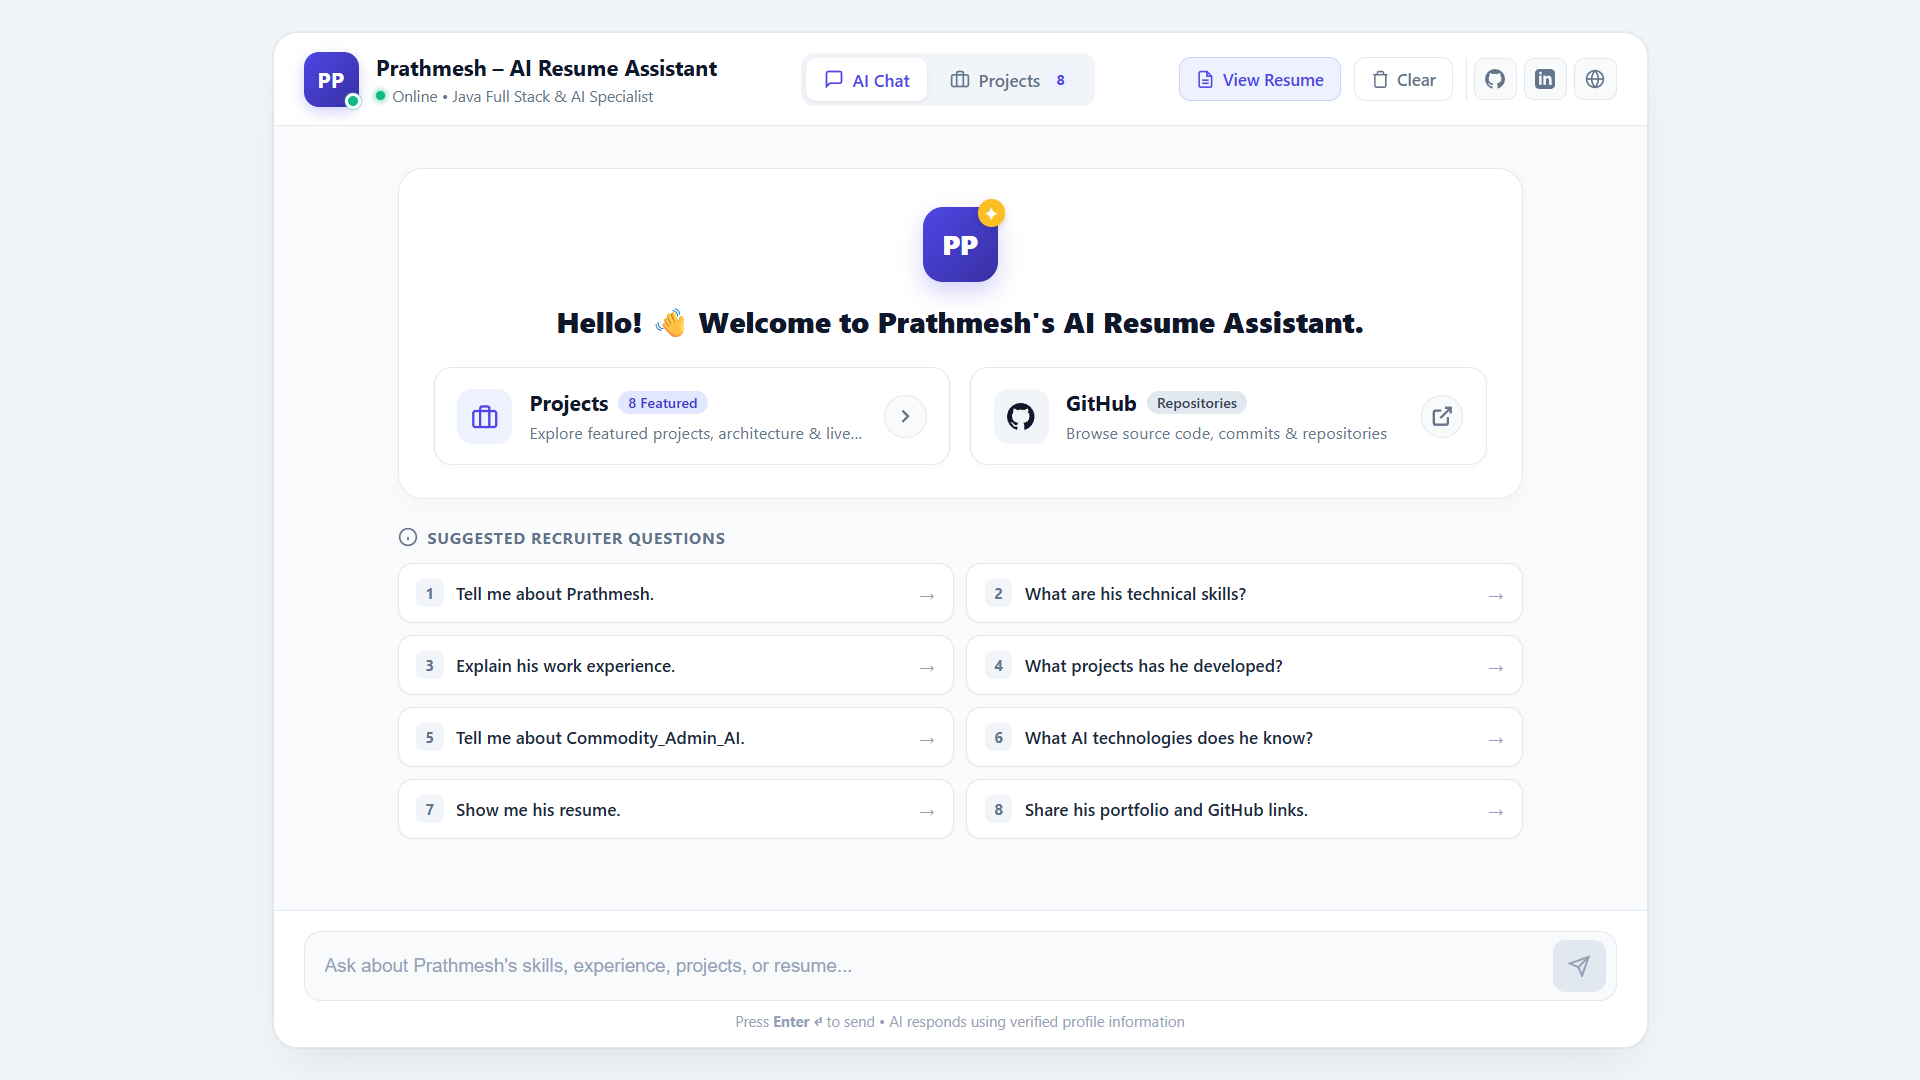 PP
Prathmesh – AI Resume Assistant
Online • Java Full Stack & AI Specialist
AI Chat
Projects 8
View Resume
Clear
PP
Hello! 👋 Welcome to Prathmesh's AI Resume Assistant.
Projects 8 Featured
Explore featured projects, architecture & live...
GitHub Repositories
Browse source code, commits & repositories
SUGGESTED RECRUITER QUESTIONS
1 Tell me about Prathmesh. →
2 What are his technical skills? →
3 Explain his work experience. →
4 What projects has he developed? →
5 Tell me about Commodity_Admin_AI. →
6 What AI technologies does he know? →
7 Show me his resume. →
8 Share his portfolio and GitHub links. →
Ask about Prathmesh's skills, experience, projects, or resume...
Press Enter ↵ to send • AI responds using verified profile information